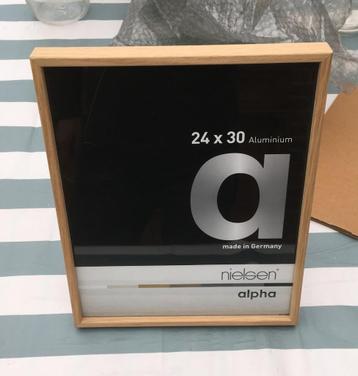 24 x 30 Aluminium
a
made in Germany
nielsen®
alpha